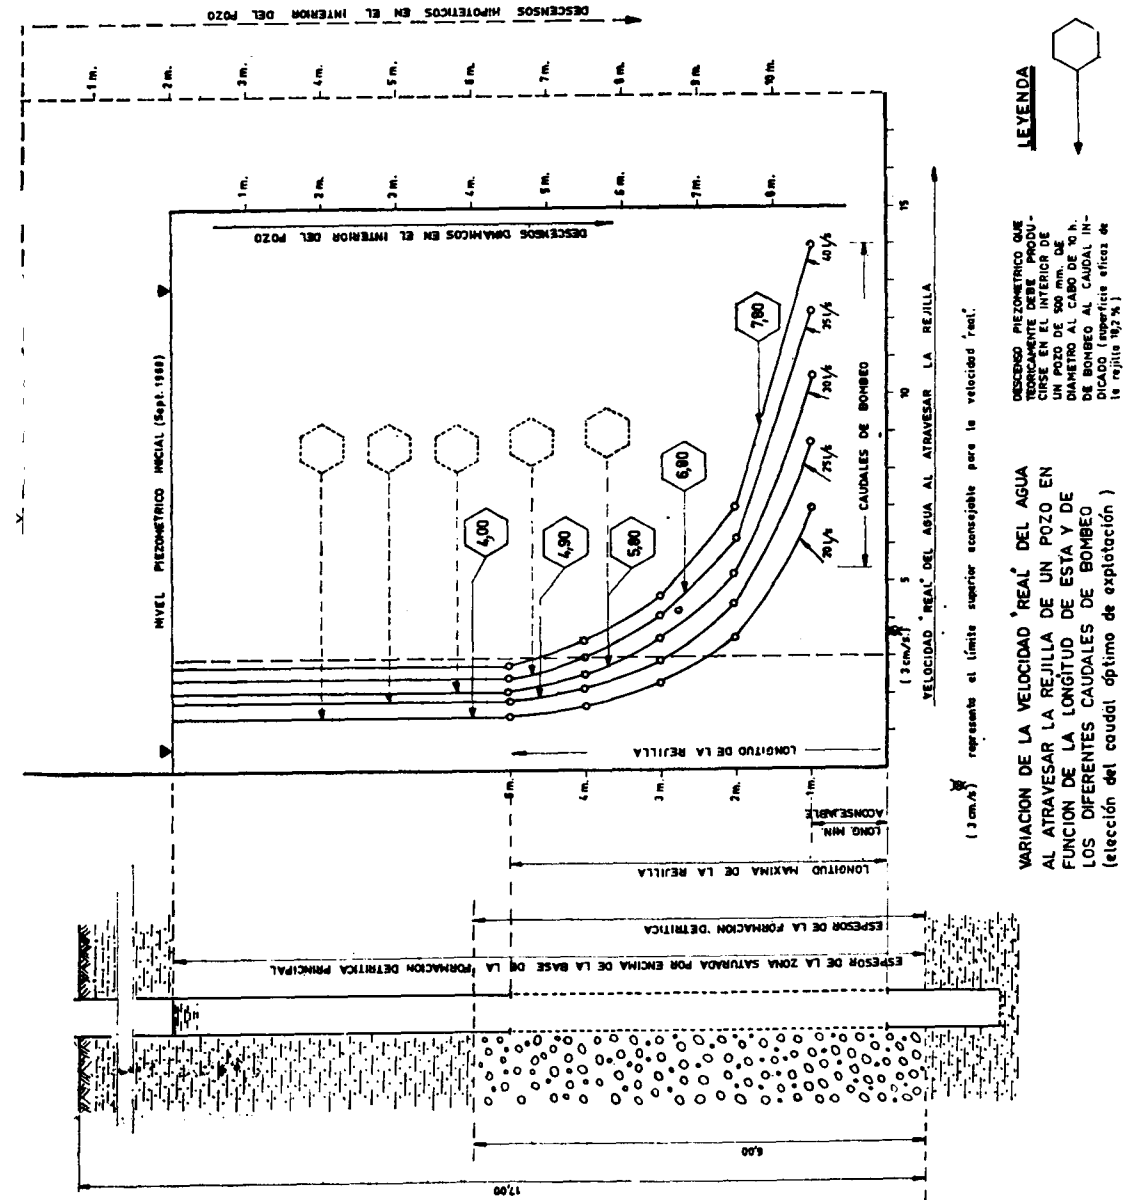 DESCENSOS HIPOTETICOS EN EL INTERIOR DEL POZO
1 m.
2 m.
3 m.
4 m.
5 m.
6 m.
7 m.
8 m.
9 m.
10 m.
DESCENSOS DINAMICOS EN EL INTERIOR DEL POZO
1 m.
2 m.
3 m.
4 m.
5 m.
6 m.
7 m.
8 m.
NIVEL PIEZOMETRICO INICIAL (Sept. 1968)
4,00
4,90
5,80
6,80
7,80
40 l/s
20 l/s
CAUDALES DE BOMBEO
5
10
15
VELOCIDAD "REAL" DEL AGUA AL ATRAVESAR LA REJILLA
(3 cm/s.)
(3 cm./s) representa el límite superior aconsejable para la velocidad "real".
LONGITUD DE LA REJILLA
5 m.
4 m.
3 m.
2 m.
1 m.
LONG. MIN.
ACONSEJABLE
LONGITUD MAXIMA DE LA REJILLA
ESPESOR DE LA FORMACION DETRITICA
ESPESOR DE LA ZONA SATURADA POR ENCIMA DE LA BASE DE LA FORMACION DETRITICA PRINCIPAL
6,00
17,00
LEYENDA
DESCENSO PIEZOMETRICO QUE
TEORICAMENTE DEBE PRODU-
CIRSE EN EL INTERIOR DE
UN POZO DE 500 mm. DE
DIAMETRO AL CABO DE 10 h.
DE BOMBEO AL CAUDAL IN-
DICADO (superficie eficaz de
la rejilla 18,2 %)
VARIACION DE LA VELOCIDAD "REAL" DEL AGUA
AL ATRAVESAR LA REJILLA DE UN POZO EN
FUNCION DE LA LONGITUD DE ESTA Y DE
LOS DIFERENTES CAUDALES DE BOMBEO
(elección del caudal óptimo de explotación)